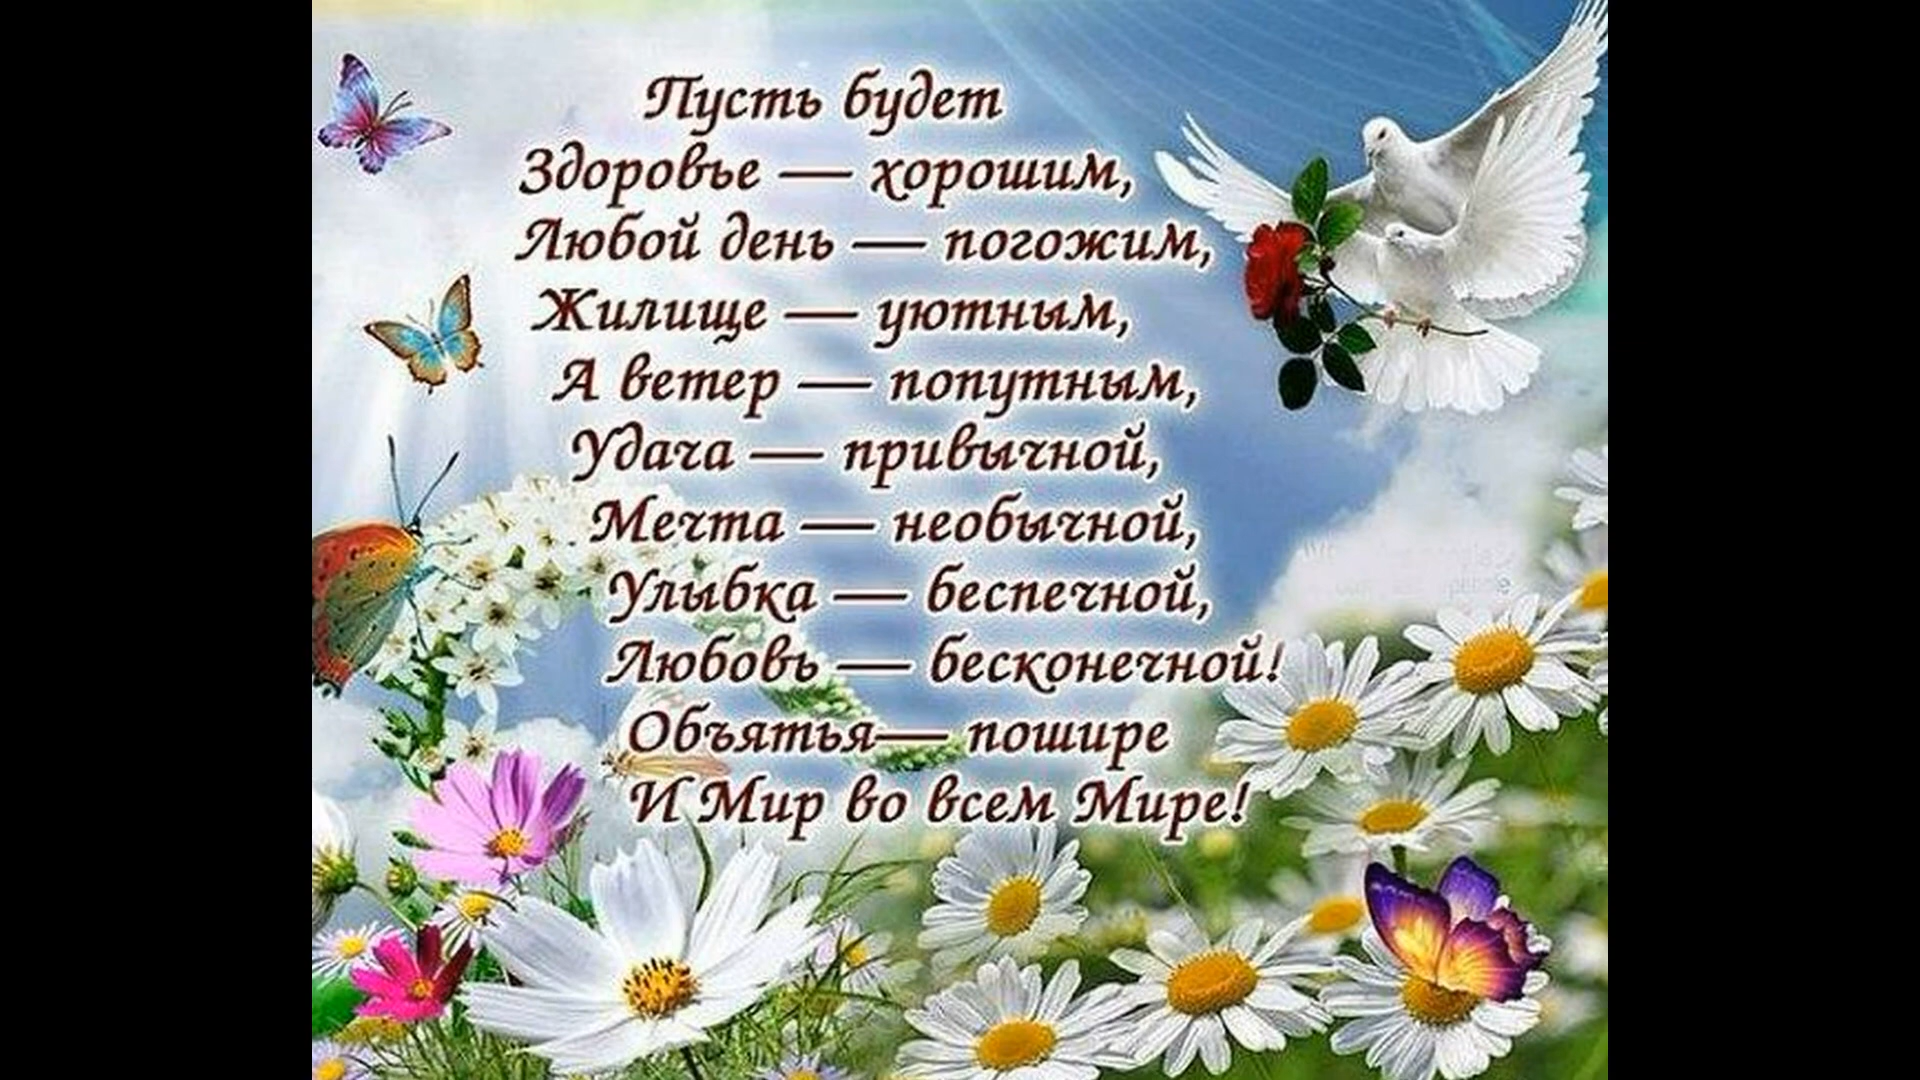 Пусть будет
Здоровье — хорошим,
Любой день — погожим,
Жилище — уютным,
А ветер — попутным,
Удача — привычной,
Мечта — необычной,
Улыбка — беспечной,
Любовь — бесконечной!
Объятья— пошире
И Мир во всем Мире!